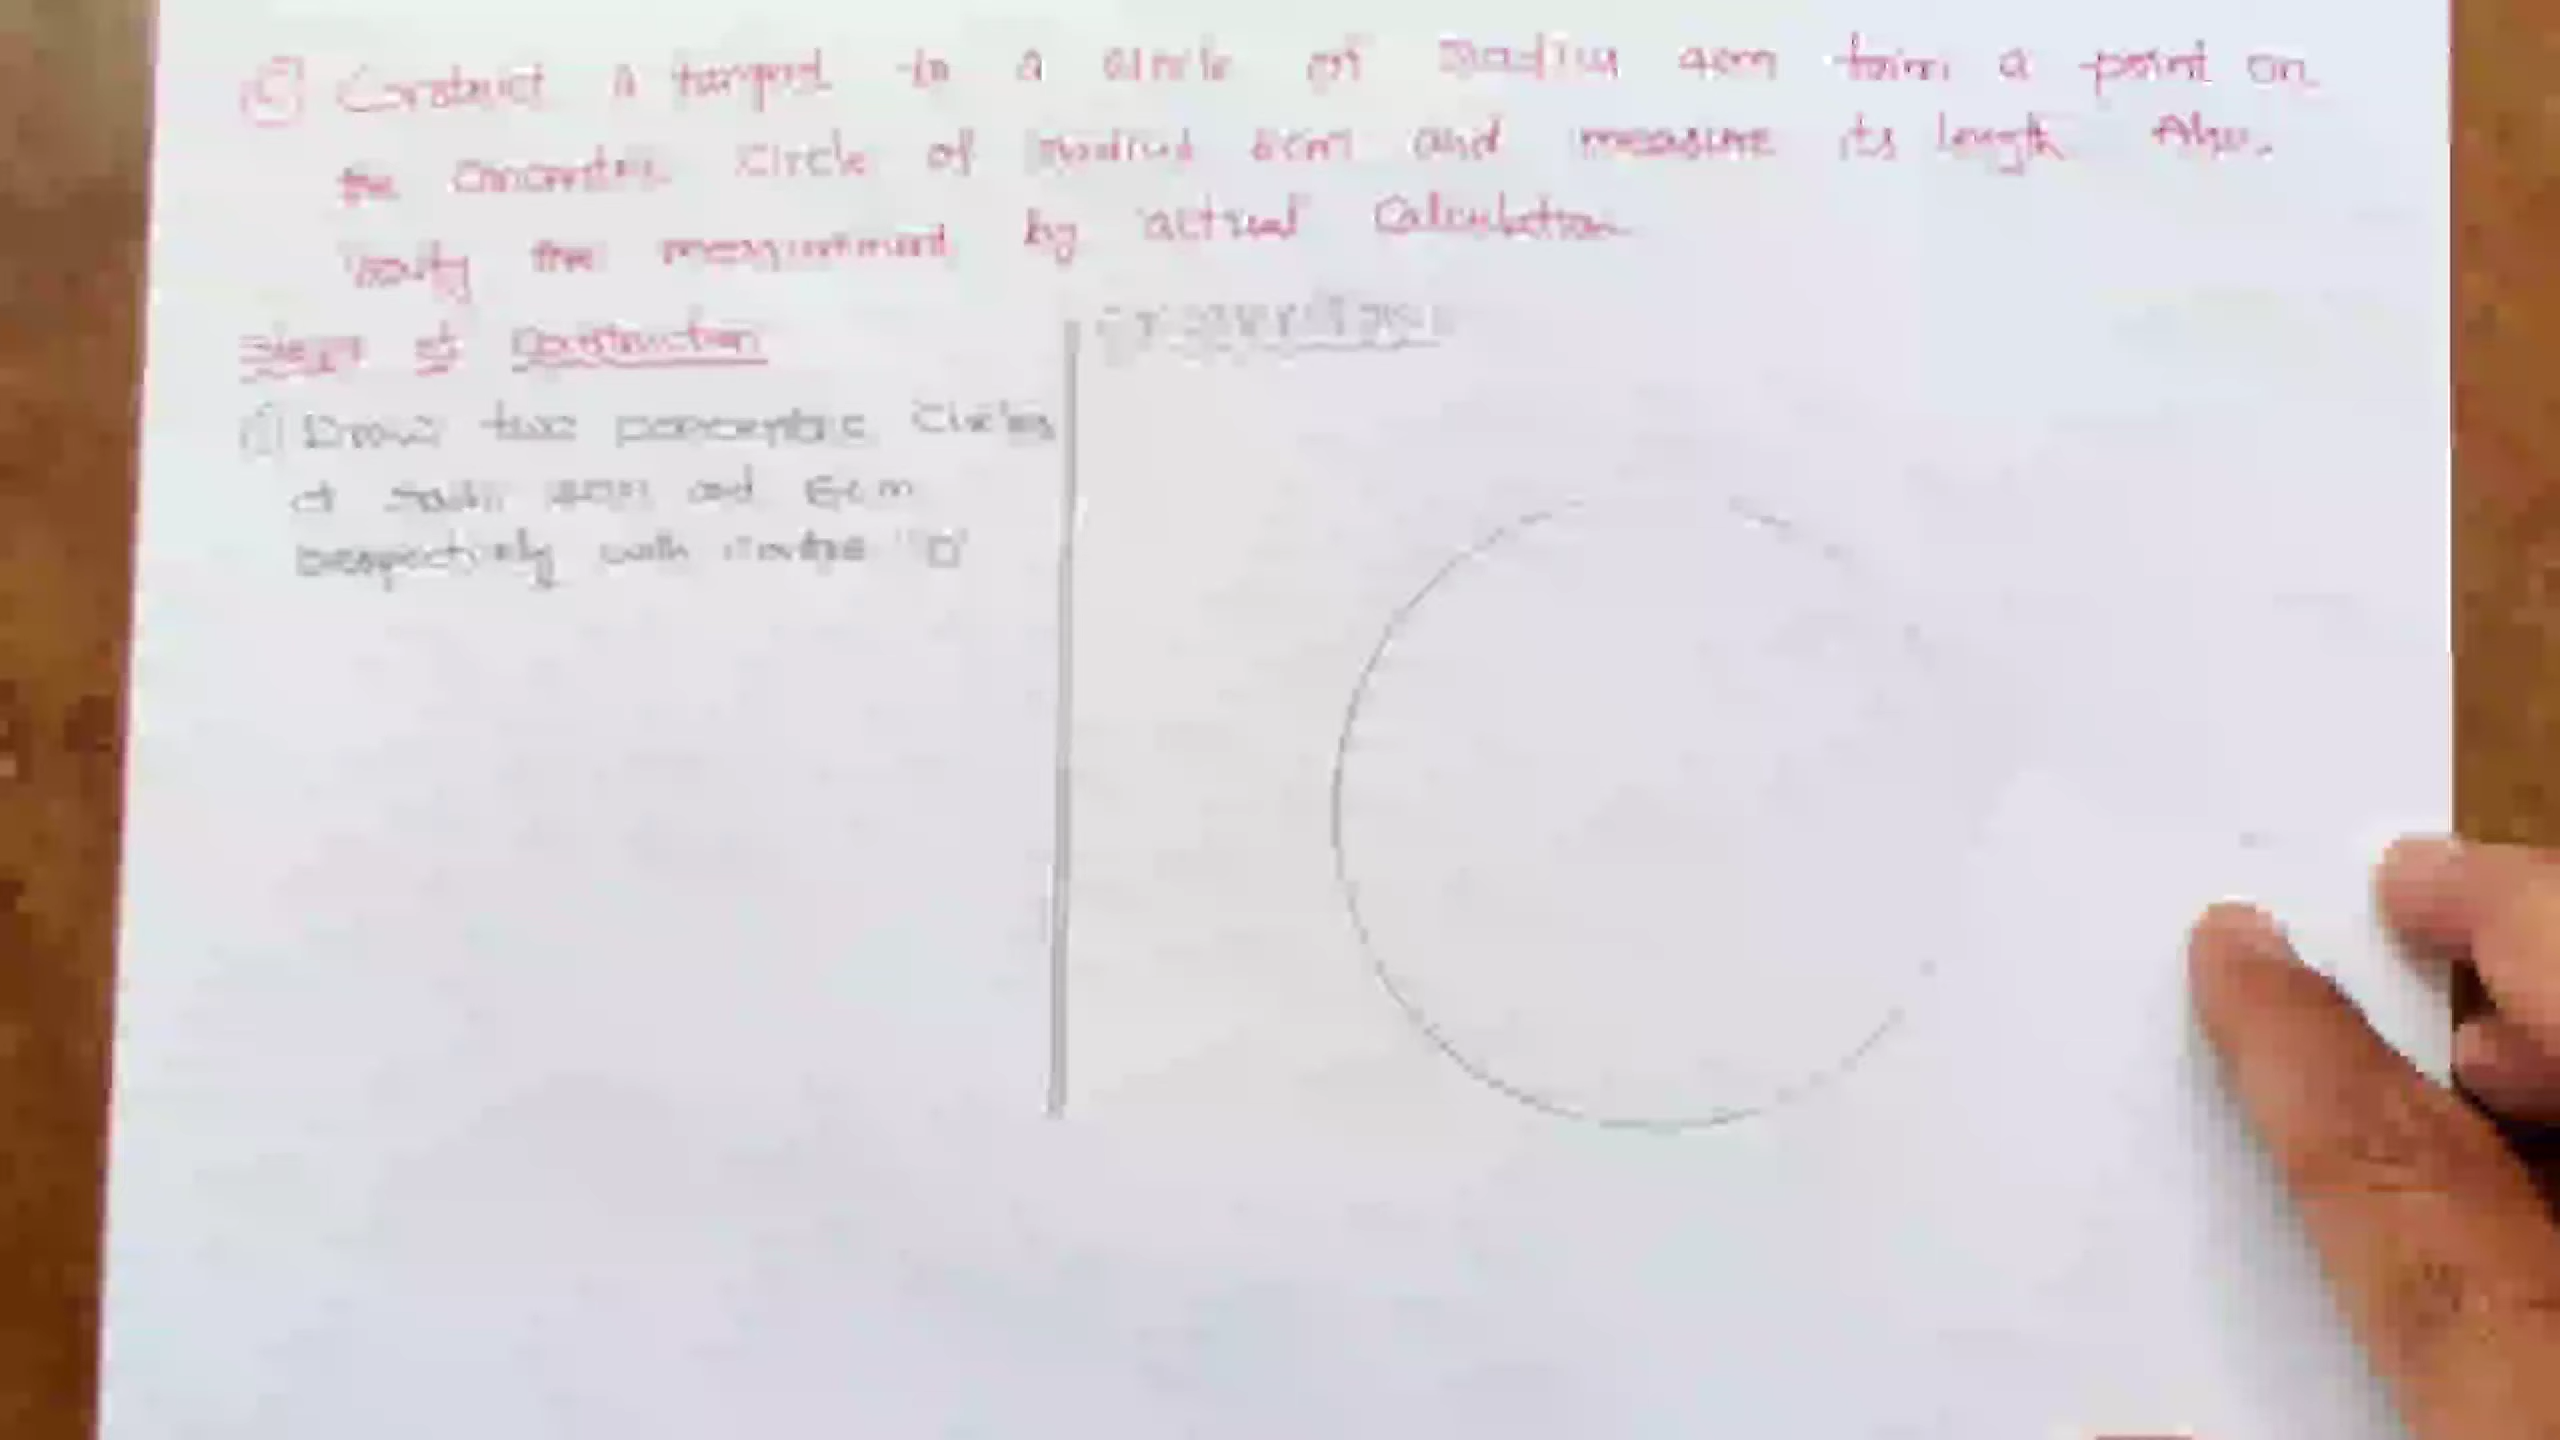 Construct a tangent to a circle of radius 4cm from a point on
the concentric circle of radius 6cm and measure its length Also.
verify the measurement by actual Calculation
Steps of Construction
① Draw two concentric Circles
of radii 4cm and 6cm
respectively with centre "O"